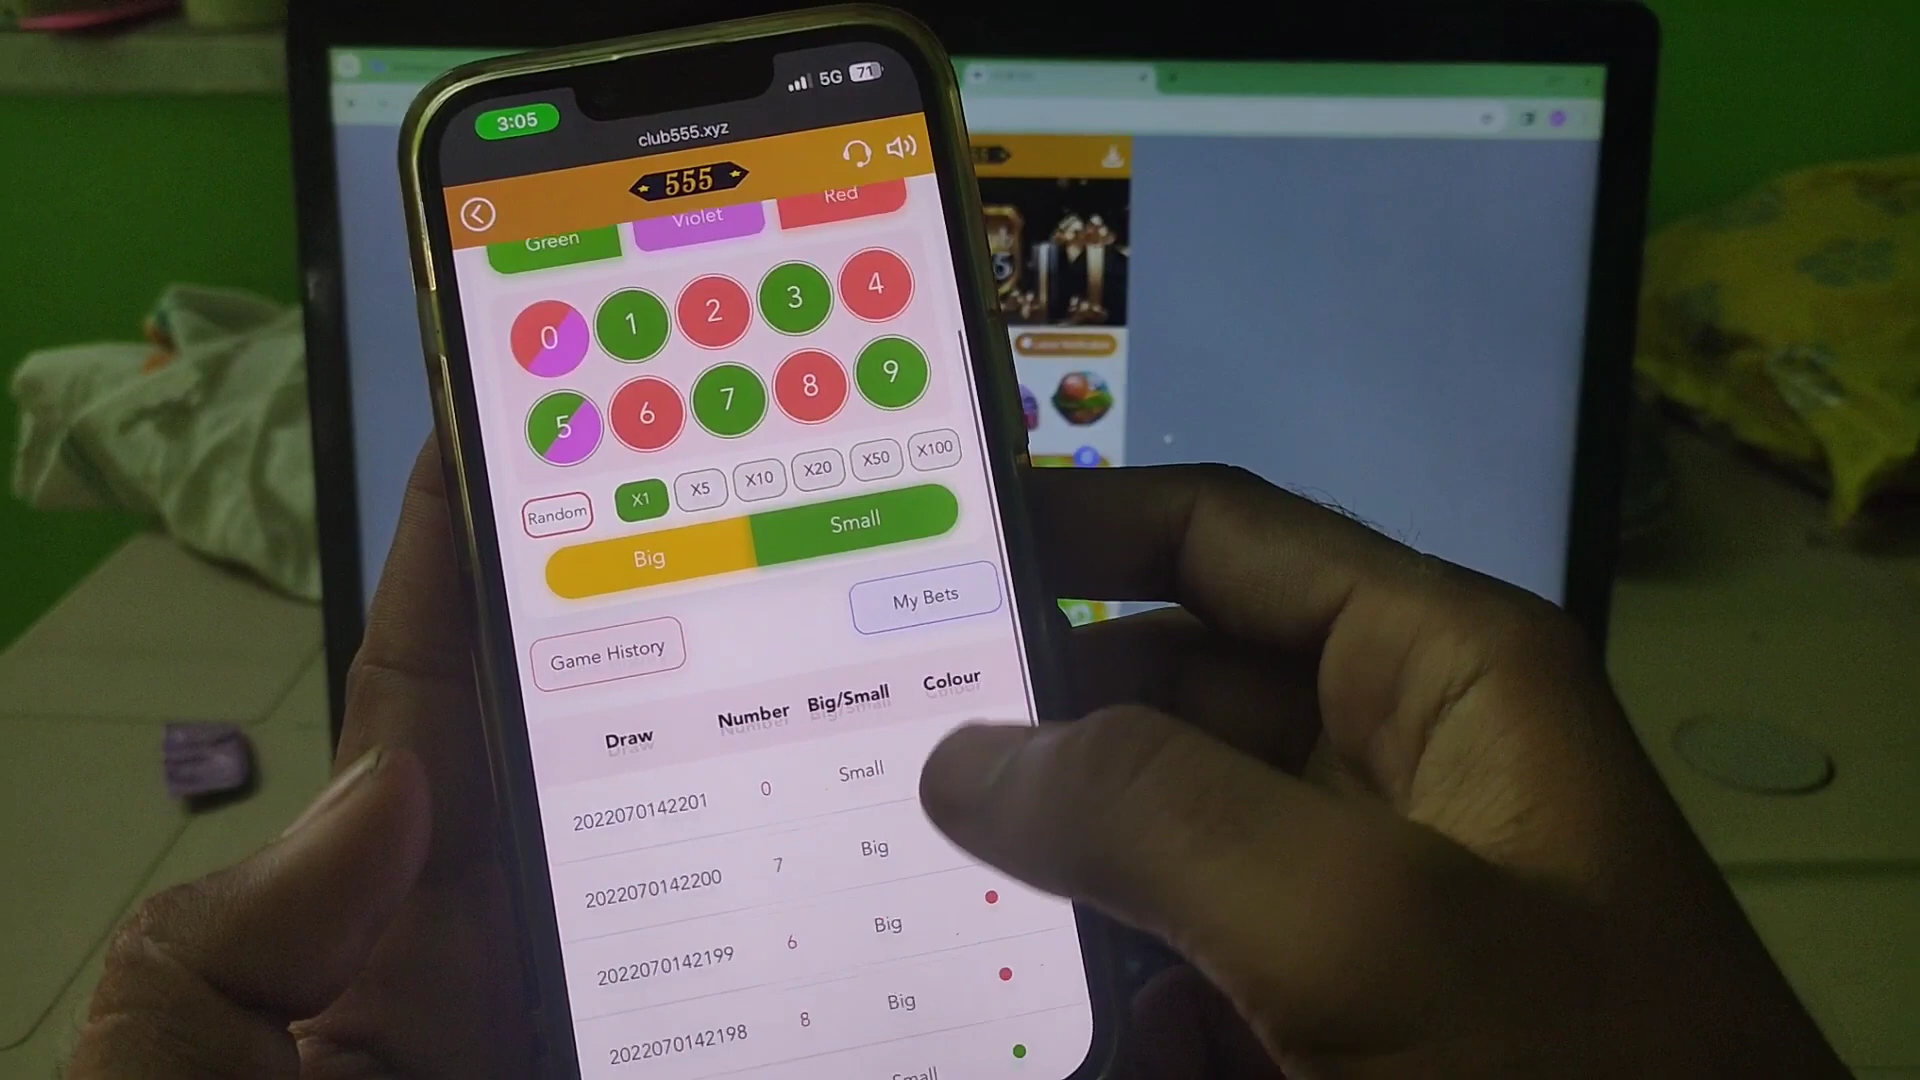 3:05 5G 71
club555.xyz
555
Green Violet Red
0 1 2 3 4
5 6 7 8 9
Random X1 X5 X10 X20 X50 X100
Big Small
Game History My Bets
Draw Number Big/Small Colour
2022070142201 0 Small
2022070142200 7 Big
2022070142199 6 Big
2022070142198 8 Big
Small